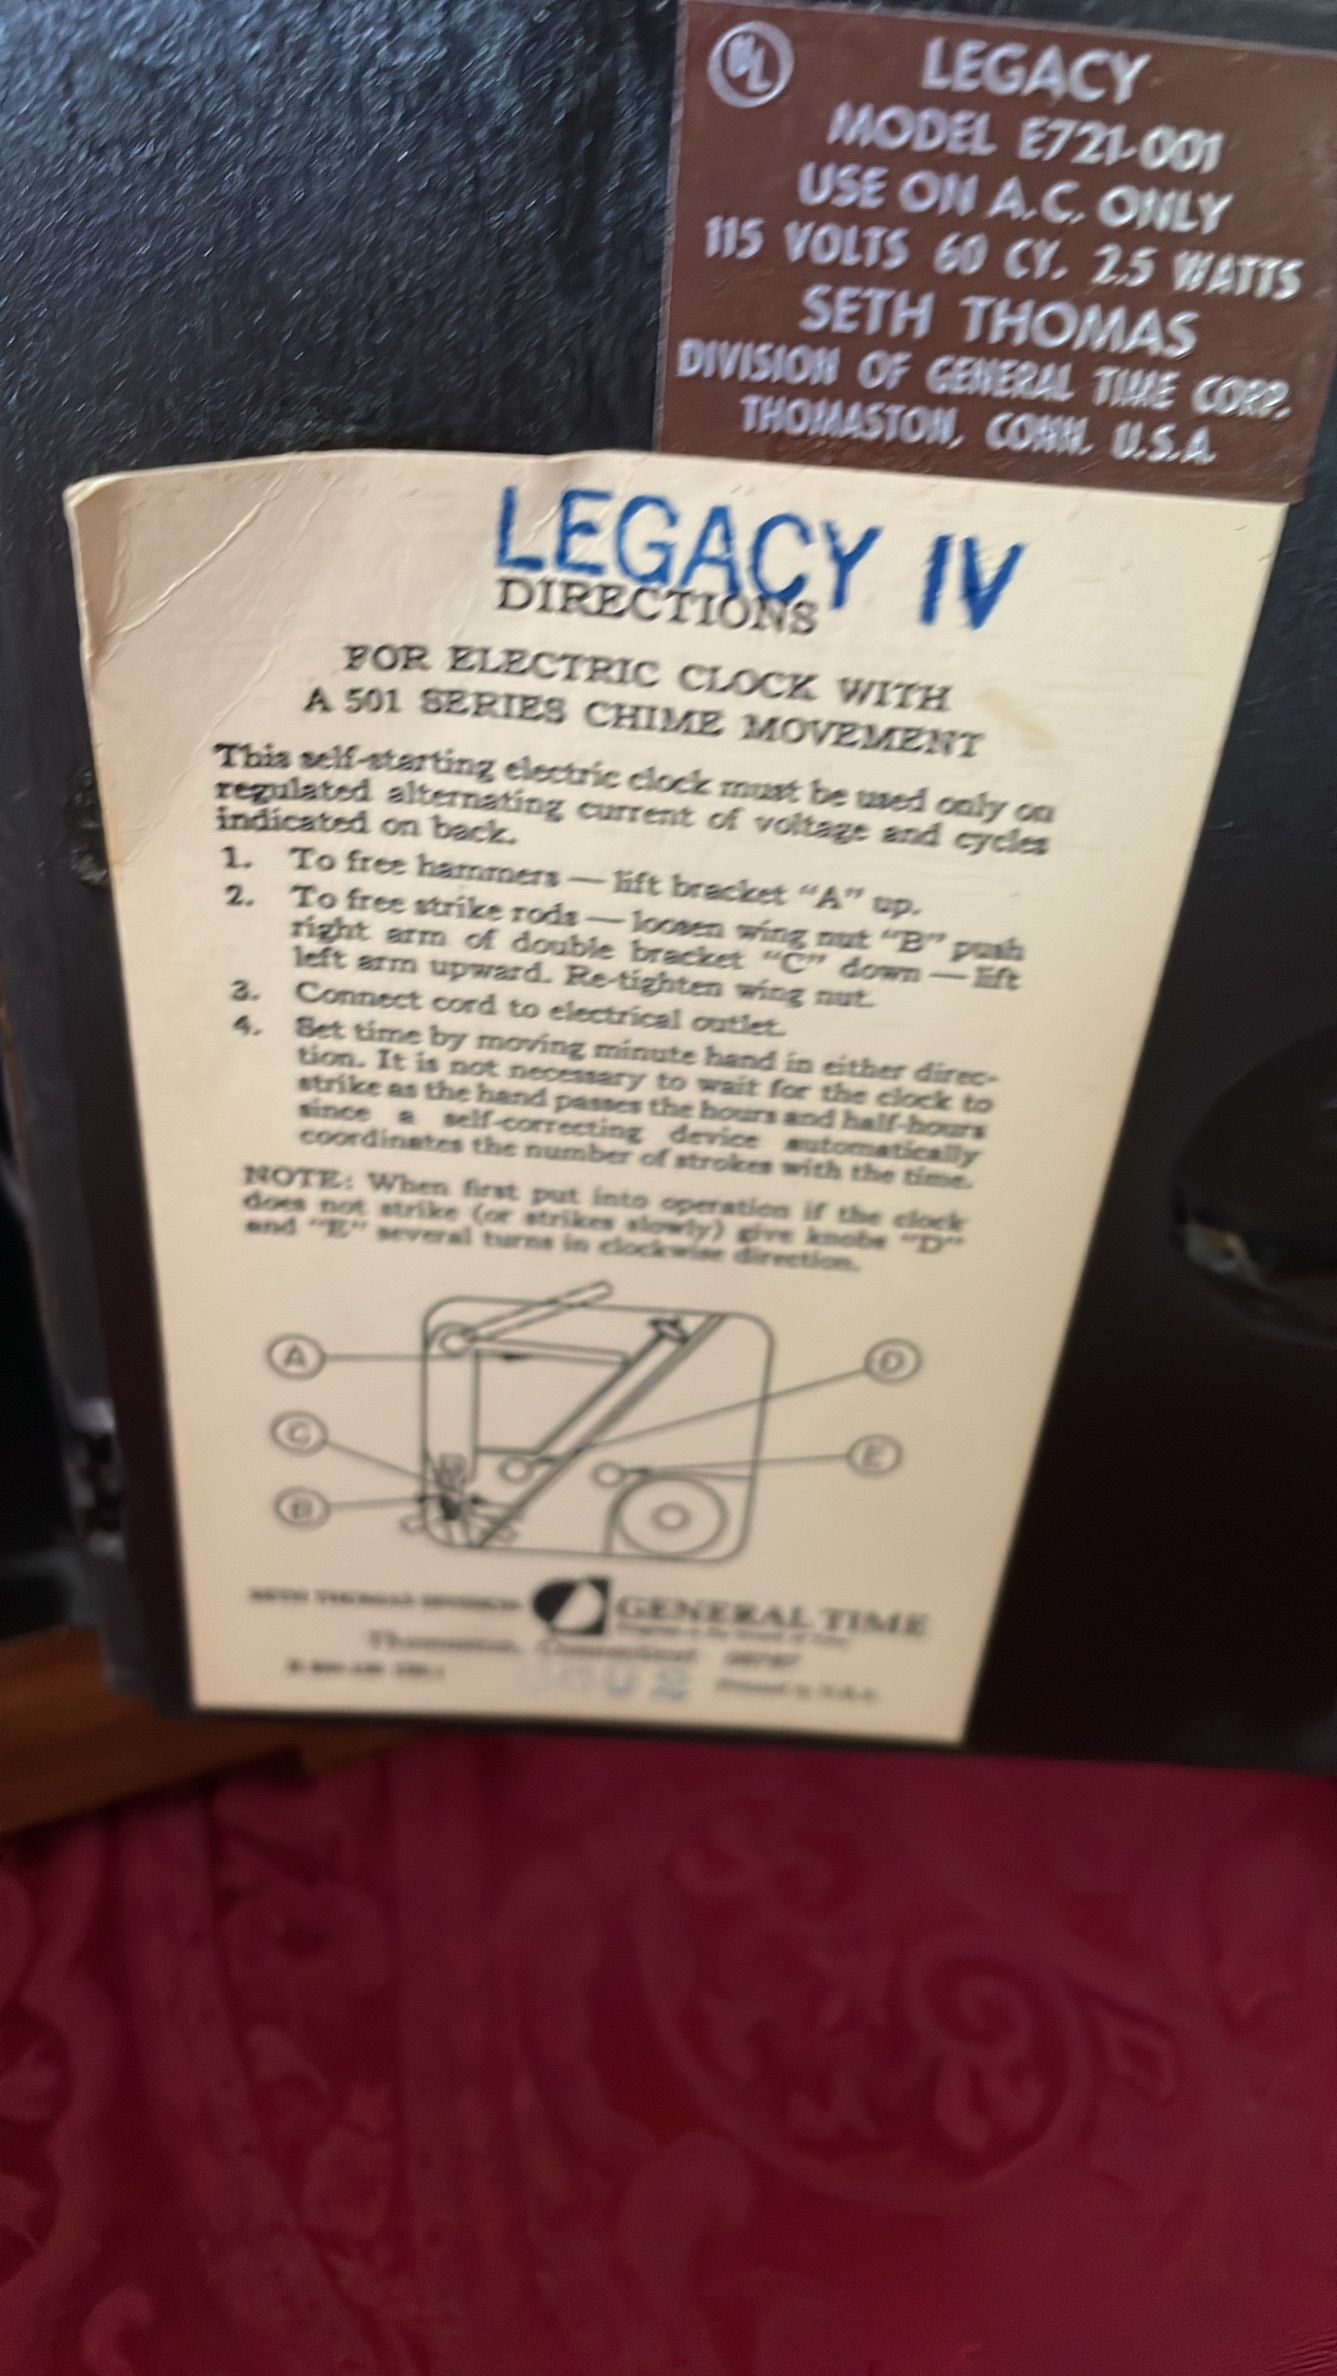 UL
LEGACY
MODEL E721-001
USE ON A.C. ONLY
115 VOLTS 60 CY. 2.5 WATTS
SETH THOMAS
DIVISION OF GENERAL TIME CORP.
THOMASTON, CONN. U.S.A.
LEGACY IV
DIRECTIONS
FOR ELECTRIC CLOCK WITH
A 501 SERIES CHIME MOVEMENT
This self-starting electric clock must be used only on
regulated alternating current of voltage and cycles
indicated on back.
1. To free hammers — lift bracket "A" up.
2. To free strike rods — loosen wing nut "B" push
right arm of double bracket "C" down — lift
left arm upward. Re-tighten wing nut.
3. Connect cord to electrical outlet.
4. Set time by moving minute hand in either direc-
tion. It is not necessary to wait for the clock to
strike as the hand passes the hours and half-hours
since a self-correcting device automatically
coordinates the number of strokes with the time.
NOTE: When first put into operation if the clock
does not strike (or strikes slowly) give knobs "D"
and "E" several turns in clockwise direction.
A
D
C
E
B
SETH THOMAS DIVISION GENERAL TIME
Thomaston, Connecticut
Printed in U.S.A.